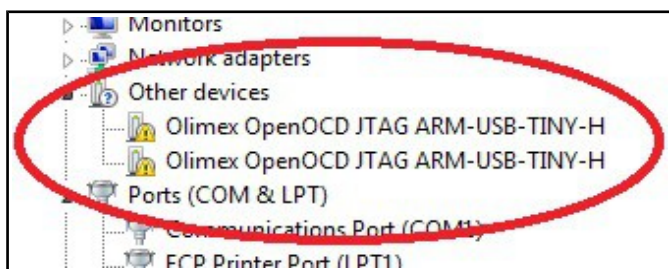 Monitors
Network adapters
Other devices
Olimex OpenOCD JTAG ARM-USB-TINY-H
Olimex OpenOCD JTAG ARM-USB-TINY-H
Ports (COM & LPT)
Communications Port (COM1)
ECP Printer Port (LPT1)